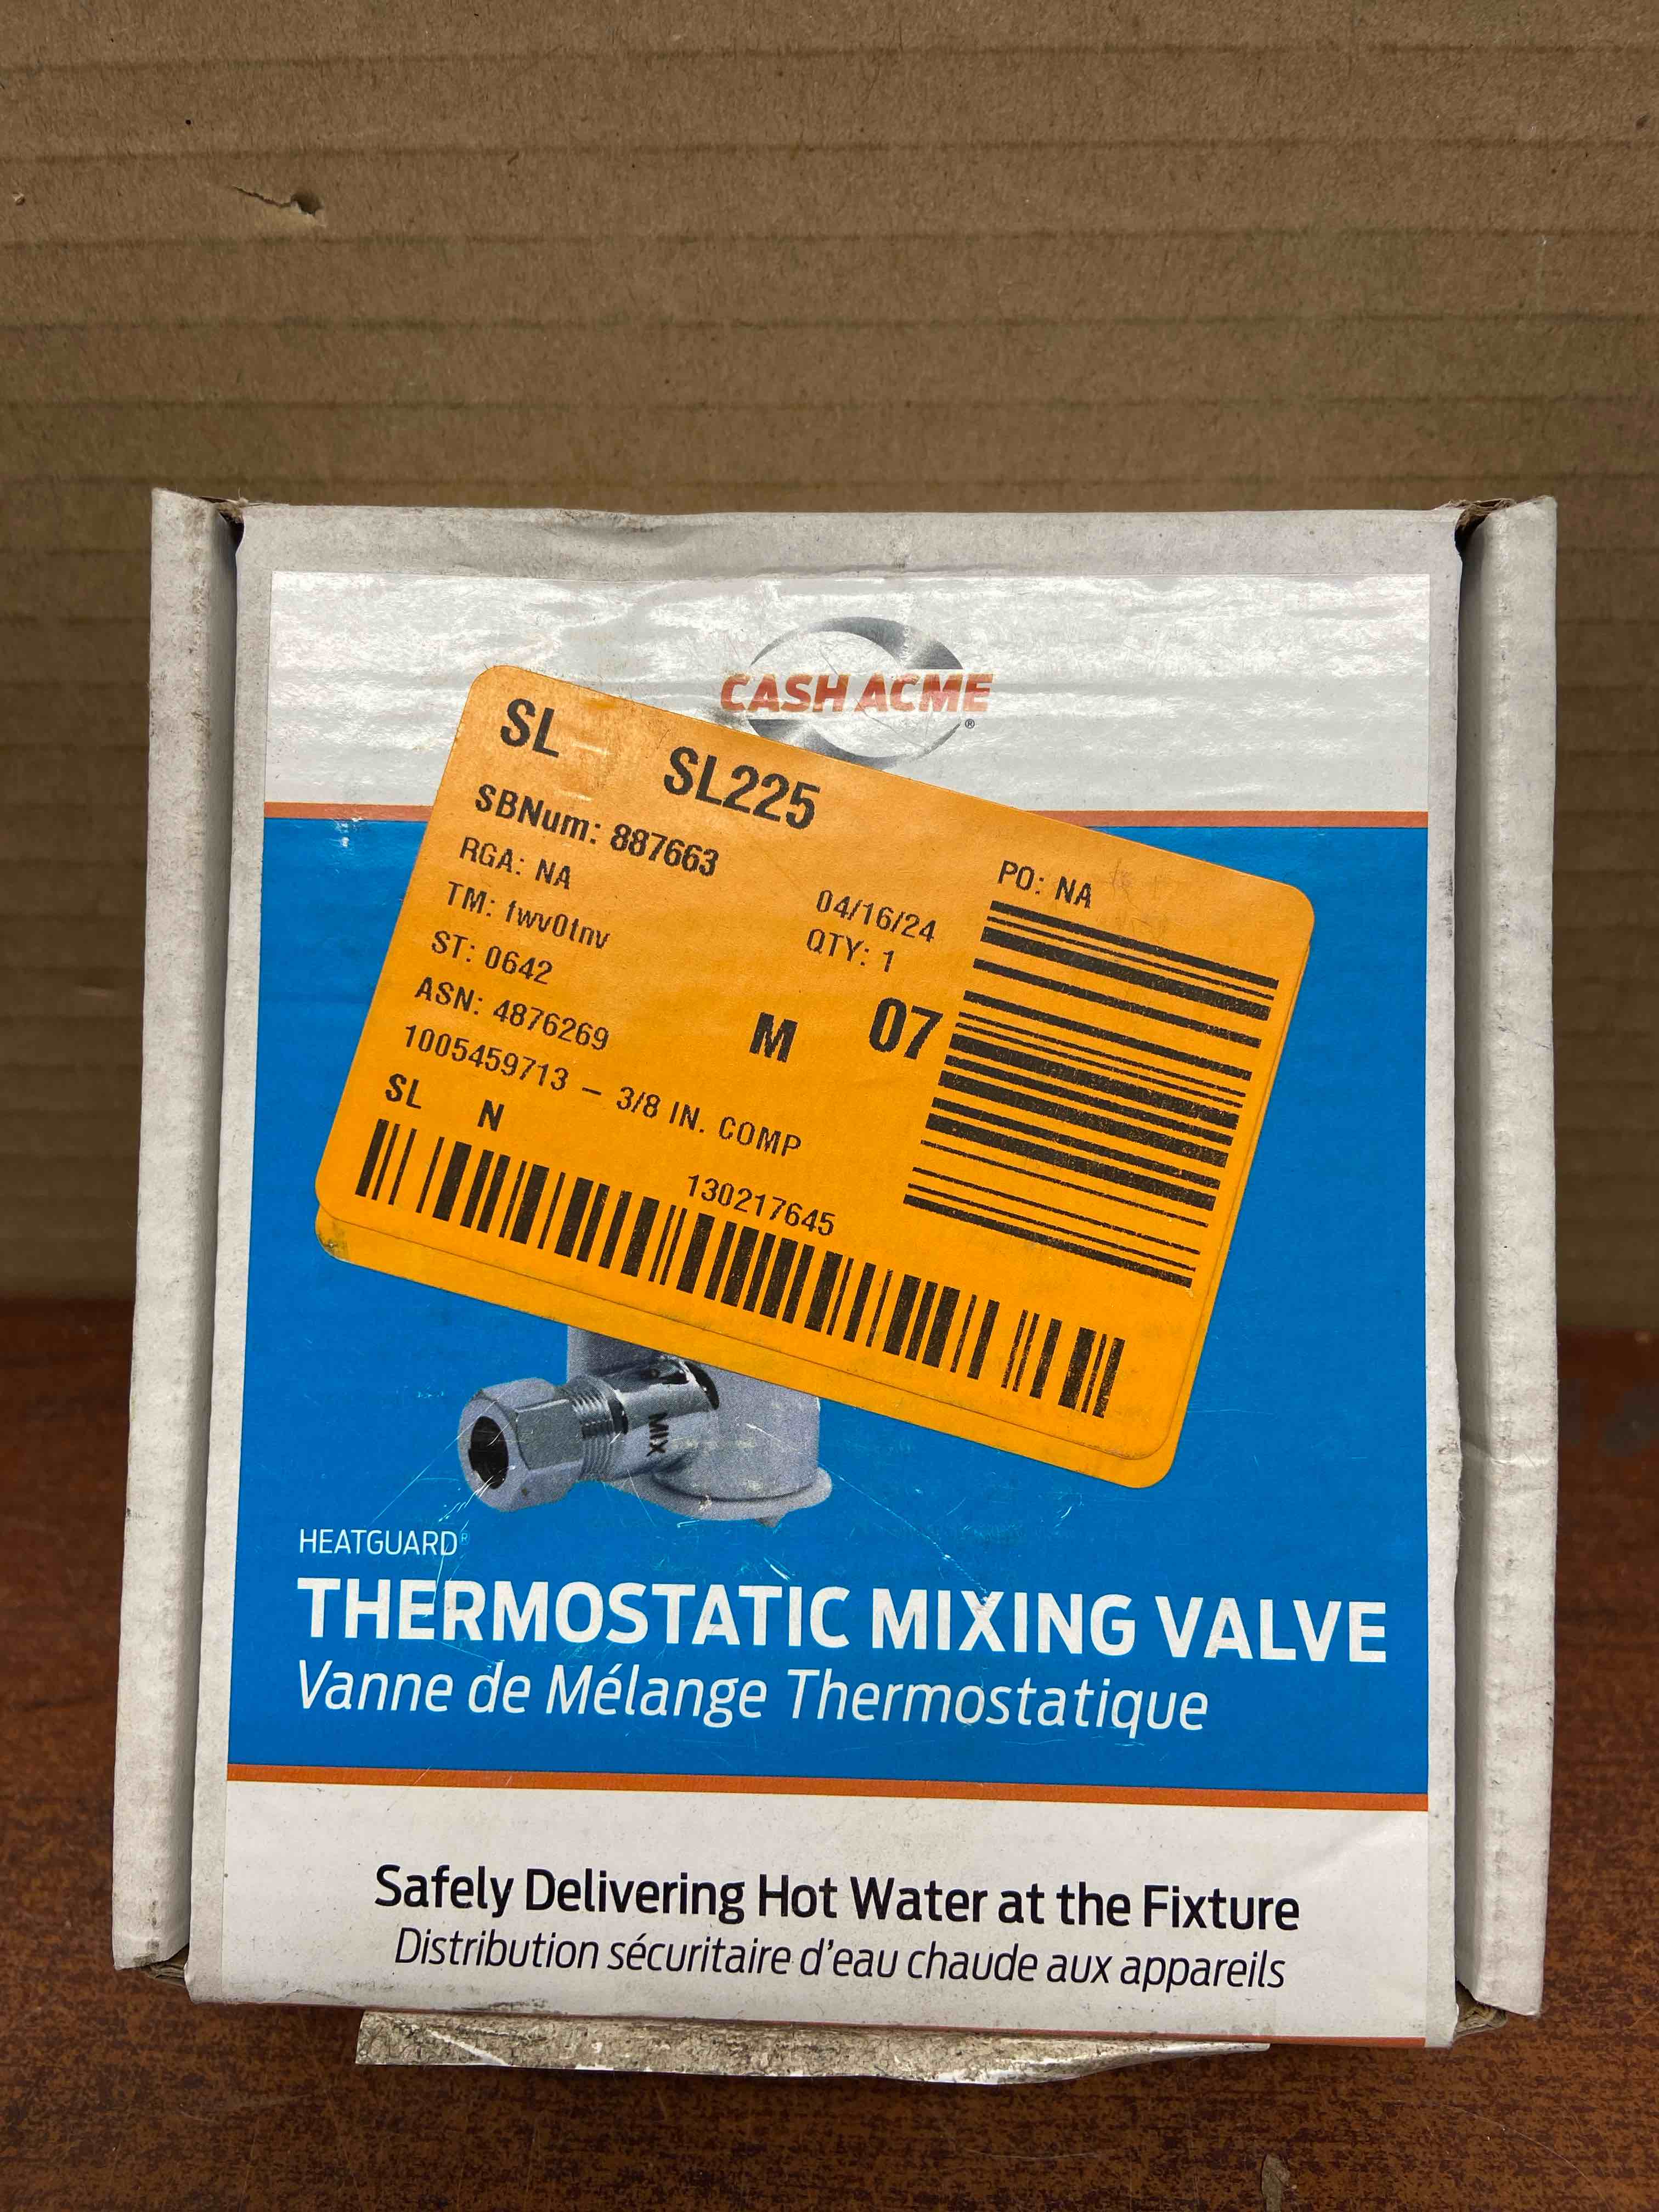 CASH ACME®
SL SL225
SBNum: 887663
RGA: NA
PO: NA
TM: fwv0tnv 04/16/24
ST: 0642 QTY: 1
ASN: 4876269 M 07
1005459713 – 3/8 IN. COMP
SL N
130217645
MIX
HEATGUARD®
THERMOSTATIC MIXING VALVE
Vanne de Mélange Thermostatique
Safely Delivering Hot Water at the Fixture
Distribution sécuritaire d'eau chaude aux appareils